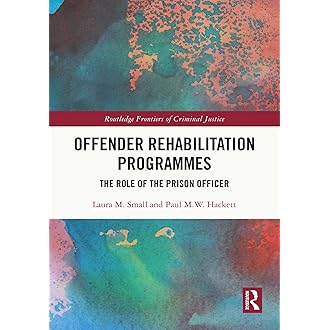 Routledge Frontiers of Criminal Justice
OFFENDER REHABILITATION
PROGRAMMES
THE ROLE OF THE PRISON OFFICER
Laura M. Small and Paul M.W. Hackett
R